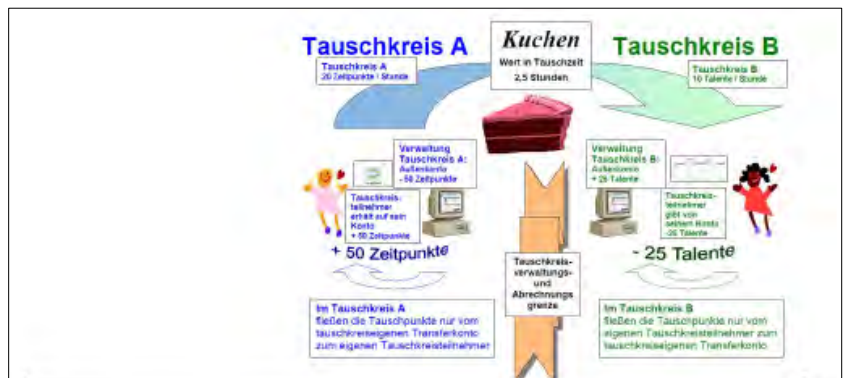 Tauschkreis A
Kuchen
Wert in Tauschzeit
2,5 Stunden
Tauschkreis B
Tauschkreis A
20 Zeitpunkte / Stunde
Tauschkreis B
10 Talente / Stunde
Verwaltung
Tauschkreis A:
Außenkonto
- 50 Zeitpunkte
Verwaltung
Tauschkreis B:
Außenkonto
+ 25 Talente
Tauschkreis-
teilnehmer
erhält auf sein
Konto
+ 50 Zeitpunkte
Tauschkreis-
teilnehmer
gibt von
seinem Konto
-25 Talente
+ 50 Zeitpunkte
- 25 Talente
Tauschkreis-
verwaltungs-
und
Abrechnungs
grenze
Im Tauschkreis A
fließen die Tauschpunkte nur vom
tauschkreiseigenen Transferkonto
zum eigenen Tauschkreisteilnehmer
Im Tauschkreis B
fließen die Tauschpunkte nur vom
eigenen Tauschkreisteilnehmer zum
tauschkreiseigenen Transferkonto